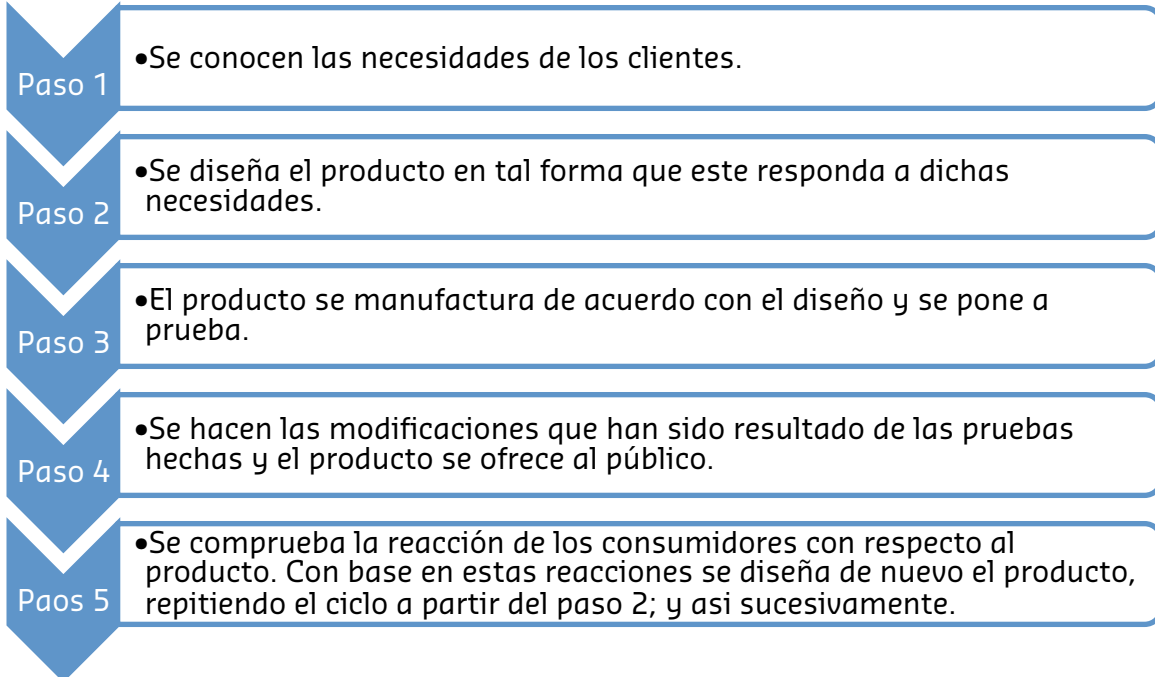 Paso 1
•Se conocen las necesidades de los clientes.
Paso 2
•Se diseña el producto en tal forma que este responda a dichas
necesidades.
Paso 3
•El producto se manufactura de acuerdo con el diseño y se pone a
prueba.
Paso 4
•Se hacen las modificaciones que han sido resultado de las pruebas
hechas y el producto se ofrece al público.
Paos 5
•Se comprueba la reacción de los consumidores con respecto al
producto. Con base en estas reacciones se diseña de nuevo el producto,
repitiendo el ciclo a partir del paso 2; y asi sucesivamente.